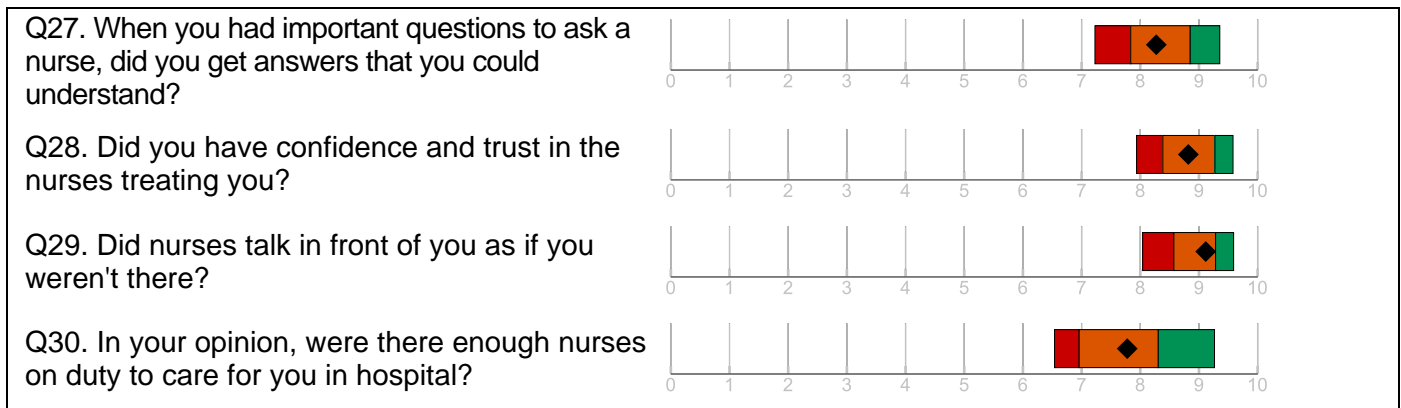 Q27. When you had important questions to ask a
nurse, did you get answers that you could
understand?
0 1 2 3 4 5 6 7 8 9 10
Q28. Did you have confidence and trust in the
nurses treating you?
0 1 2 3 4 5 6 7 8 9 10
Q29. Did nurses talk in front of you as if you
weren't there?
0 1 2 3 4 5 6 7 8 9 10
Q30. In your opinion, were there enough nurses
on duty to care for you in hospital?
0 1 2 3 4 5 6 7 8 9 10